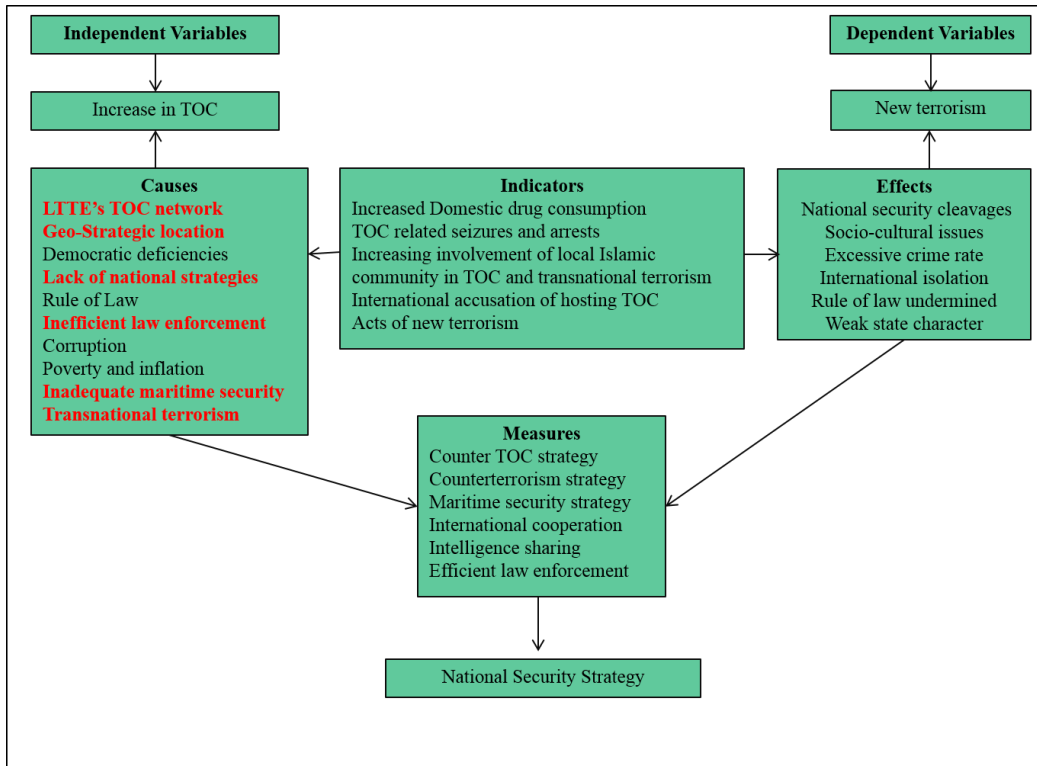 Independent Variables
Dependent Variables
Increase in TOC
New terrorism
Causes
LTTE's TOC network
Geo-Strategic location
Democratic deficiencies
Lack of national strategies
Rule of Law
Inefficient law enforcement
Corruption
Poverty and inflation
Inadequate maritime security
Transnational terrorism
Indicators
Increased Domestic drug consumption
TOC related seizures and arrests
Increasing involvement of local Islamic
community in TOC and transnational terrorism
International accusation of hosting TOC
Acts of new terrorism
Effects
National security cleavages
Socio-cultural issues
Excessive crime rate
International isolation
Rule of law undermined
Weak state character
Measures
Counter TOC strategy
Counterterrorism strategy
Maritime security strategy
International cooperation
Intelligence sharing
Efficient law enforcement
National Security Strategy